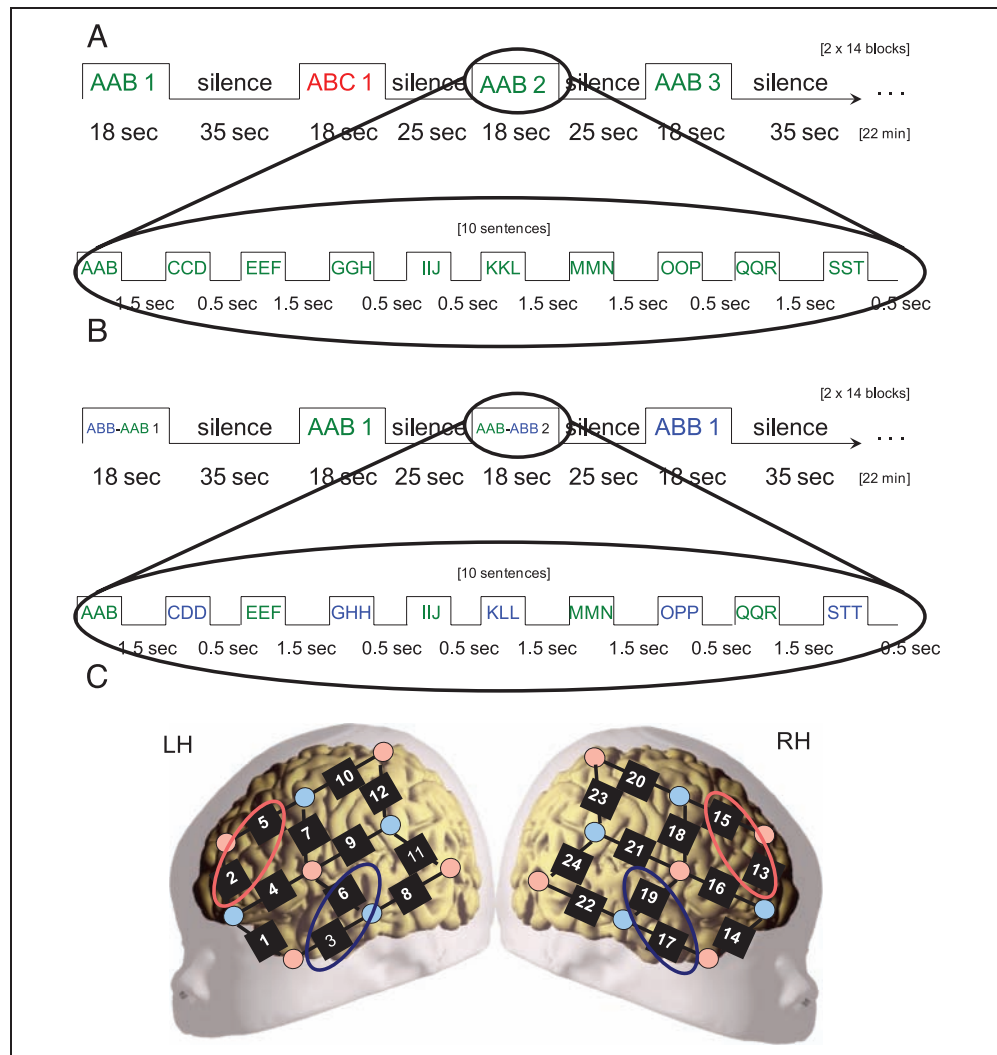 A
[2 x 14 blocks]
AAB 1 silence ABC 1 silence AAB 2 silence AAB 3 silence ...
18 sec 35 sec 18 sec 25 sec 18 sec 25 sec 18 sec 35 sec [22 min]
[10 sentences]
AAB CCD EEF GGH IIJ KKL MMN OOP QQR SST
1.5 sec 0.5 sec 1.5 sec 0.5 sec 0.5 sec 1.5 sec 1.5 sec 0.5 sec 1.5 sec 0.5 sec
B
[2 x 14 blocks]
ABB-AAB 1 silence AAB 1 silence AAB-ABB 2 silence ABB 1 silence ...
18 sec 35 sec 18 sec 25 sec 18 sec 25 sec 18 sec 35 sec [22 min]
[10 sentences]
AAB CDD EEF GHH IIJ KLL MMN OPP QQR STT
1.5 sec 0.5 sec 1.5 sec 0.5 sec 0.5 sec 1.5 sec 1.5 sec 0.5 sec 1.5 sec 0.5 sec
C
LH RH
10 12 5 7 9 11 2 4 6 8 1 3
20 23 15 18 21 13 24 19 16 22 17 14